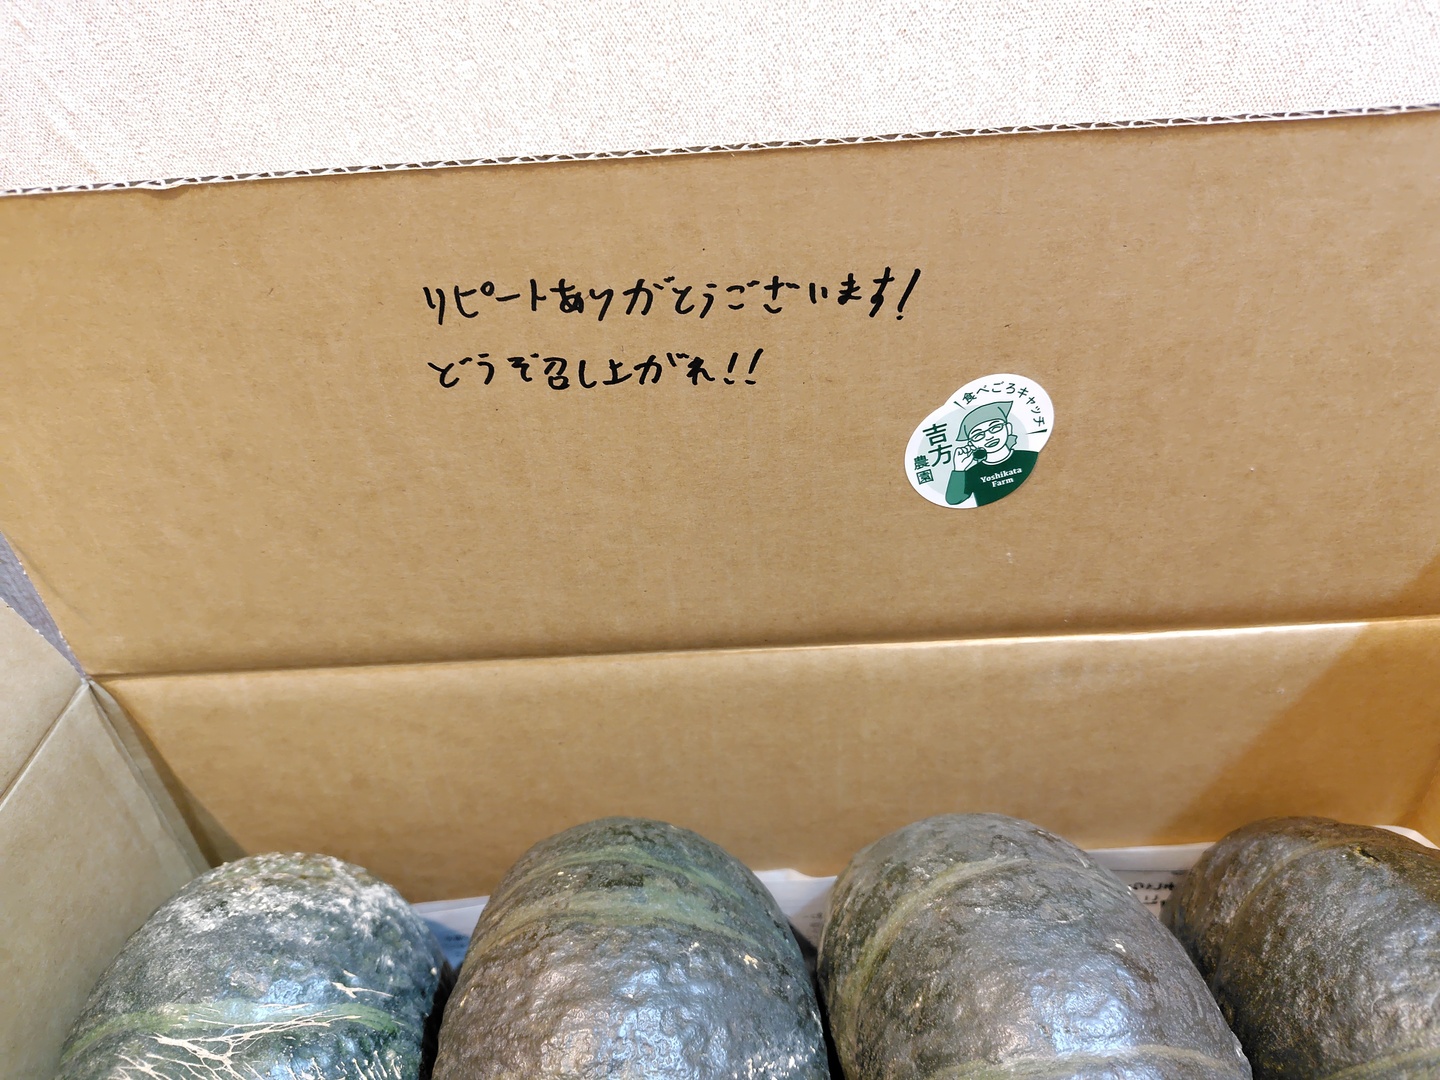 リピートありがとうございます!
どうぞ召し上がれ!!
\食べごろキャッチ/
吉方
農園
Yoshikata
Farm